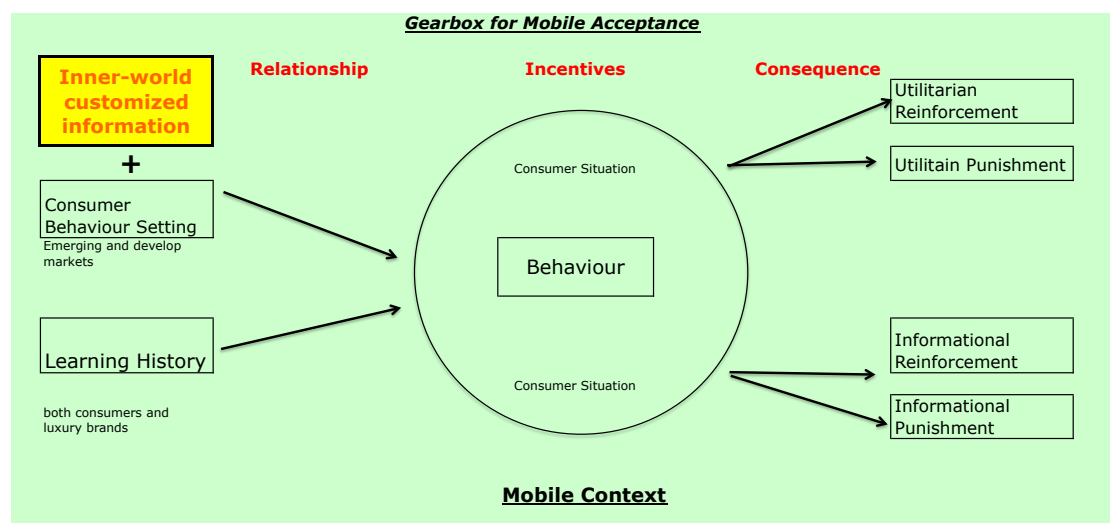 Gearbox for Mobile Acceptance
Inner-world
customized
information
Relationship
Incentives
Consequence
+
Consumer
Behaviour Setting
Emerging and develop
markets
Learning History
both consumers and
luxury brands
Consumer Situation
Behaviour
Consumer Situation
Utilitarian
Reinforcement
Utilitain Punishment
Informational
Reinforcement
Informational
Punishment
Mobile Context